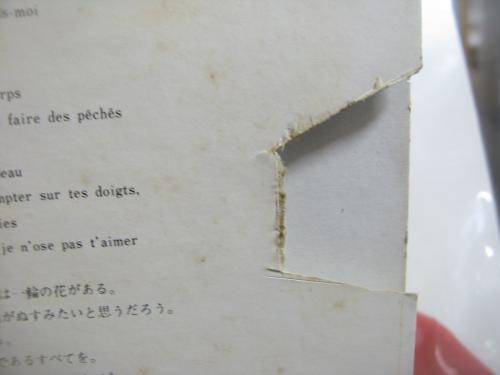 s-moi
rps
faire des pêchés
eau
mpter sur tes doigts,
ies
je n'ose pas t'aimer
は一輪の花がある。
がぬすみたいと思うだろう。
であるすべてを。